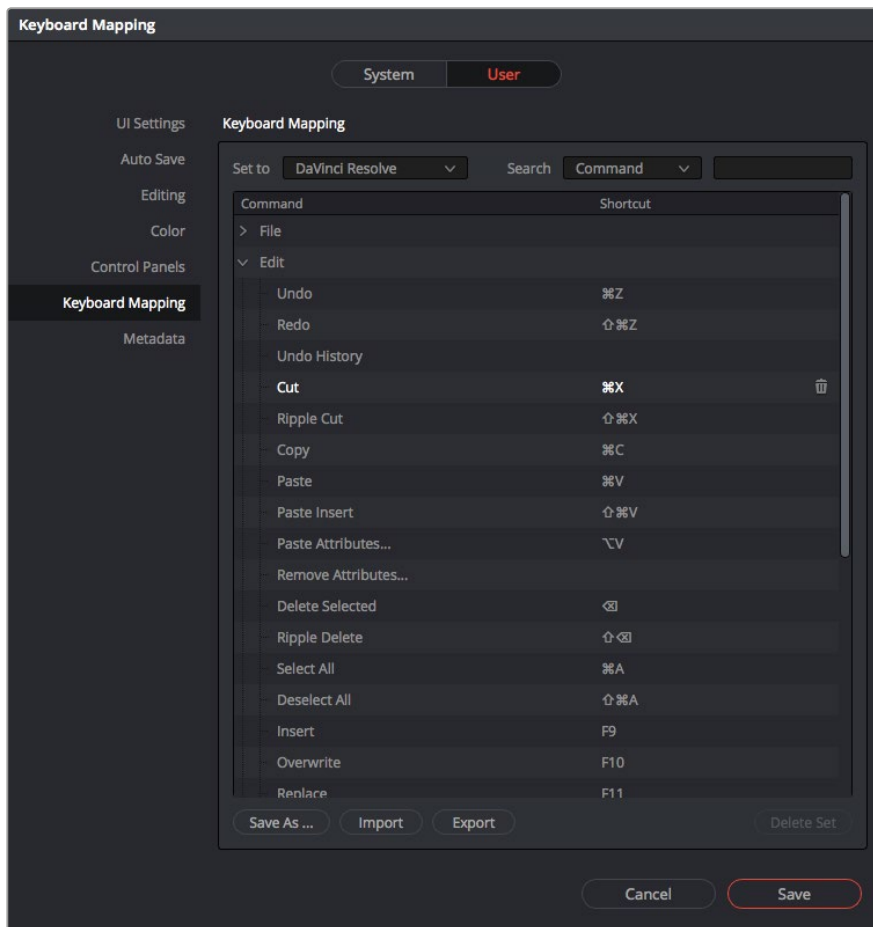 Keyboard Mapping
System User
UI Settings
Auto Save
Editing
Color
Control Panels
Keyboard Mapping
Metadata
Keyboard Mapping
Set to DaVinci Resolve Search Command
Command Shortcut
File
Edit
Undo ⌘Z
Redo ⇧⌘Z
Undo History
Cut ⌘X
Ripple Cut ⇧⌘X
Copy ⌘C
Paste ⌘V
Paste Insert ⇧⌘V
Paste Attributes... ⌥V
Remove Attributes...
Delete Selected ⌫
Ripple Delete ⇧⌫
Select All ⌘A
Deselect All ⇧⌘A
Insert F9
Overwrite F10
Replace F11
Save As ... Import Export Delete Set
Cancel Save